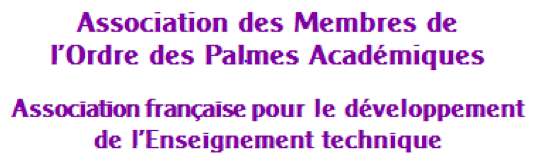 Association des Membres de
l'Ordre des Palmes Académiques
Association française pour le développement
de l'Enseignement technique